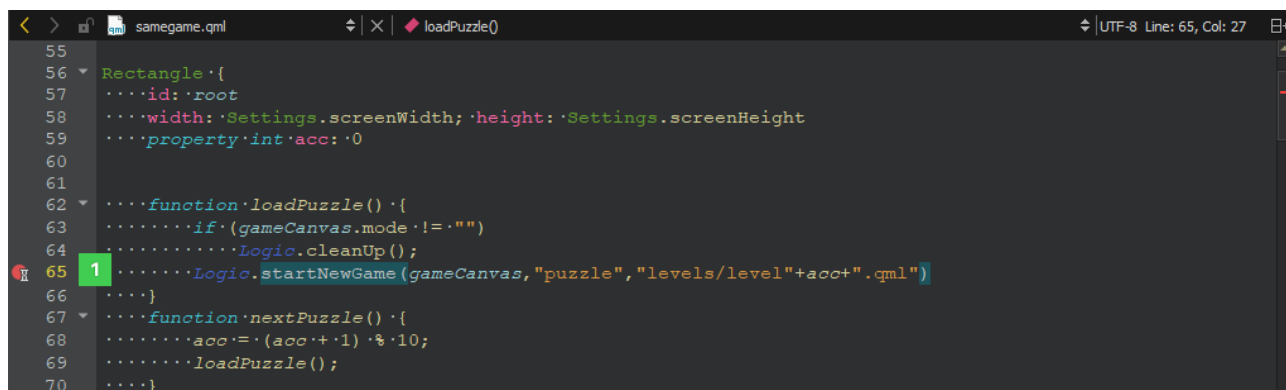 samegame.qml loadPuzzle() UTF-8 Line: 65, Col: 27
55
56 Rectangle·{
57 ····id:·root
58 ····width:·Settings.screenWidth;·height:·Settings.screenHeight
59 ····property·int·acc:·0
60
61
62 ····function·loadPuzzle()·{
63 ········if·(gameCanvas.mode·!=·"")
64 ············Logic.cleanUp();
65 1 ·······Logic.startNewGame(gameCanvas,"puzzle","levels/level"+acc+".qml")
66 ····}
67 ····function·nextPuzzle()·{
68 ········acc·=·(acc·+·1)·%·10;
69 ········loadPuzzle();
70 ····}